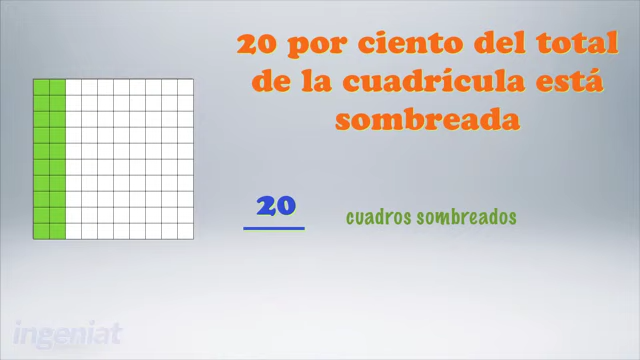 20 por ciento del total
de la cuadrícula está
sombreada
20
cuadros sombreados
ingeniat